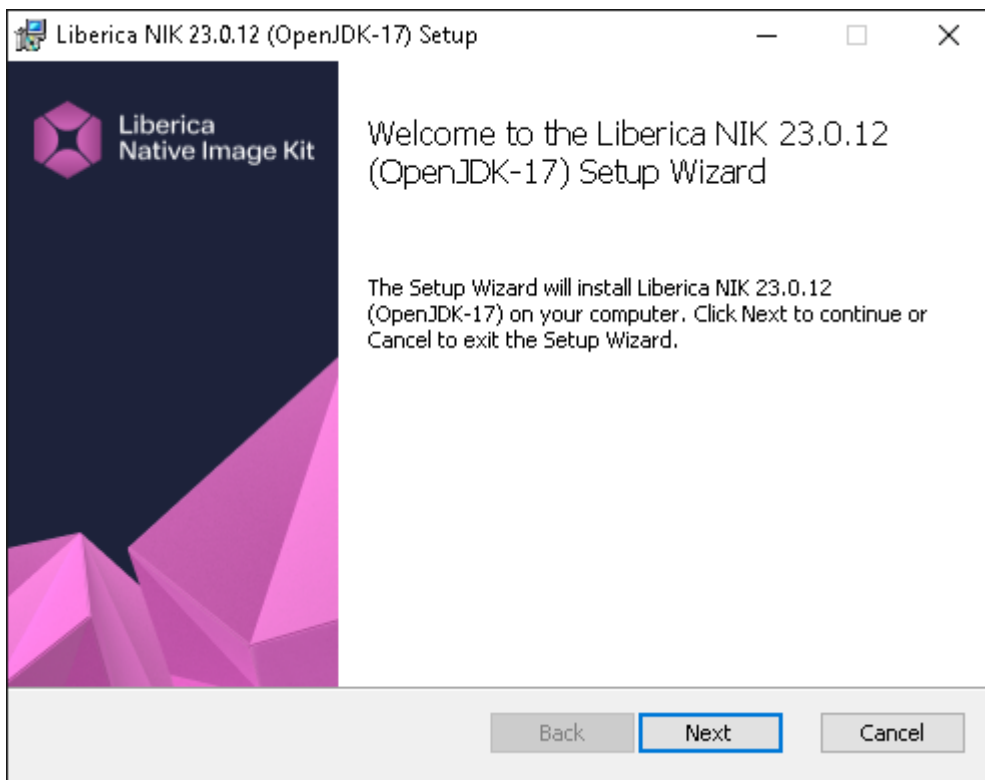 Liberica NIK 23.0.12 (OpenJDK-17) Setup
Liberica
Native Image Kit
Welcome to the Liberica NIK 23.0.12
(OpenJDK-17) Setup Wizard
The Setup Wizard will install Liberica NIK 23.0.12
(OpenJDK-17) on your computer. Click Next to continue or
Cancel to exit the Setup Wizard.
Back
Next
Cancel